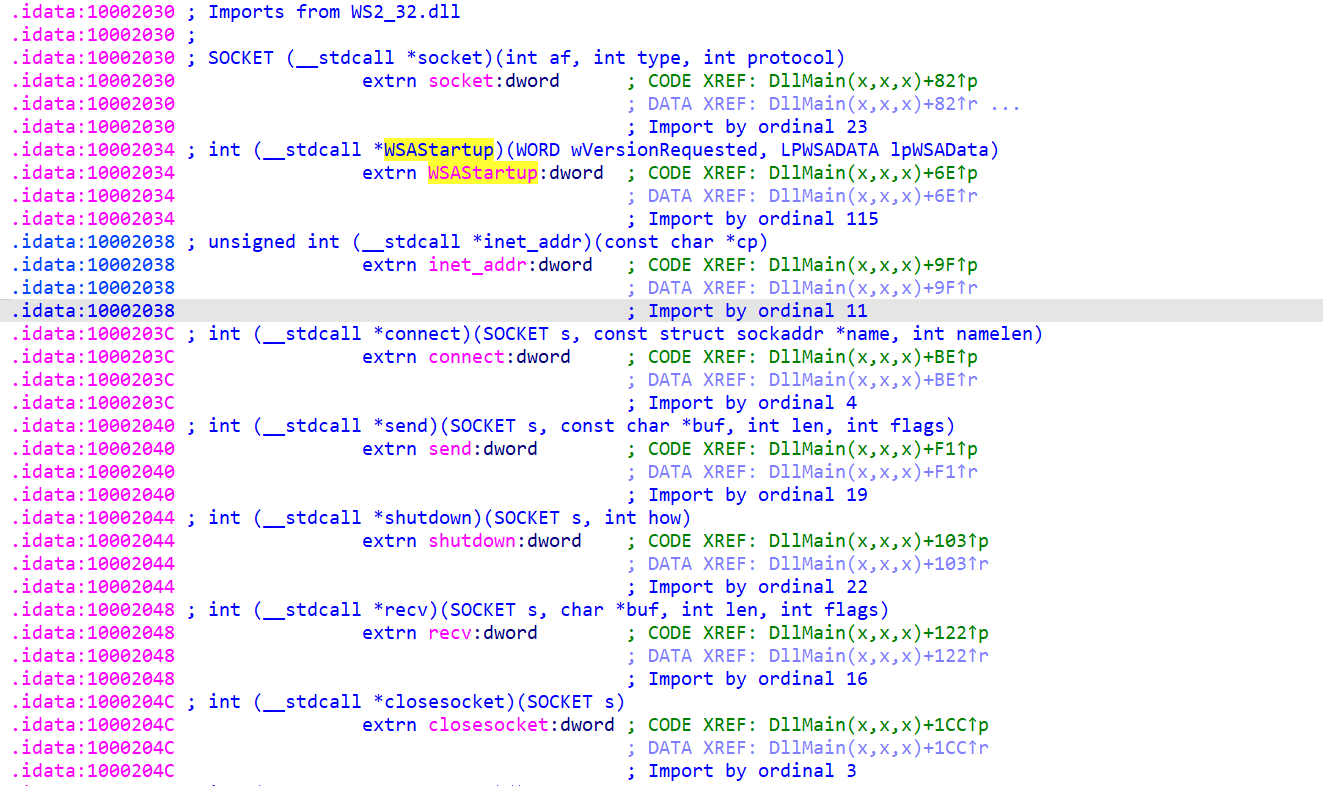 .idata:10002030 ; Imports from WS2_32.dll
.idata:10002030 ;
.idata:10002030 ; SOCKET (__stdcall *socket)(int af, int type, int protocol)
.idata:10002030                 extrn socket:dword      ; CODE XREF: DllMain(x,x,x)+82↑p
.idata:10002030                                         ; DATA XREF: DllMain(x,x,x)+82↑r ...
.idata:10002030                                         ; Import by ordinal 23
.idata:10002034 ; int (__stdcall *WSAStartup)(WORD wVersionRequested, LPWSADATA lpWSAData)
.idata:10002034                 extrn WSAStartup:dword  ; CODE XREF: DllMain(x,x,x)+6E↑p
.idata:10002034                                         ; DATA XREF: DllMain(x,x,x)+6E↑r
.idata:10002034                                         ; Import by ordinal 115
.idata:10002038 ; unsigned int (__stdcall *inet_addr)(const char *cp)
.idata:10002038                 extrn inet_addr:dword   ; CODE XREF: DllMain(x,x,x)+9F↑p
.idata:10002038                                         ; DATA XREF: DllMain(x,x,x)+9F↑r
.idata:10002038                                         ; Import by ordinal 11
.idata:1000203C ; int (__stdcall *connect)(SOCKET s, const struct sockaddr *name, int namelen)
.idata:1000203C                 extrn connect:dword     ; CODE XREF: DllMain(x,x,x)+BE↑p
.idata:1000203C                                         ; DATA XREF: DllMain(x,x,x)+BE↑r
.idata:1000203C                                         ; Import by ordinal 4
.idata:10002040 ; int (__stdcall *send)(SOCKET s, const char *buf, int len, int flags)
.idata:10002040                 extrn send:dword        ; CODE XREF: DllMain(x,x,x)+F1↑p
.idata:10002040                                         ; DATA XREF: DllMain(x,x,x)+F1↑r
.idata:10002040                                         ; Import by ordinal 19
.idata:10002044 ; int (__stdcall *shutdown)(SOCKET s, int how)
.idata:10002044                 extrn shutdown:dword    ; CODE XREF: DllMain(x,x,x)+103↑p
.idata:10002044                                         ; DATA XREF: DllMain(x,x,x)+103↑r
.idata:10002044                                         ; Import by ordinal 22
.idata:10002048 ; int (__stdcall *recv)(SOCKET s, char *buf, int len, int flags)
.idata:10002048                 extrn recv:dword        ; CODE XREF: DllMain(x,x,x)+122↑p
.idata:10002048                                         ; DATA XREF: DllMain(x,x,x)+122↑r
.idata:10002048                                         ; Import by ordinal 16
.idata:1000204C ; int (__stdcall *closesocket)(SOCKET s)
.idata:1000204C                 extrn closesocket:dword ; CODE XREF: DllMain(x,x,x)+1CC↑p
.idata:1000204C                                         ; DATA XREF: DllMain(x,x,x)+1CC↑r
.idata:1000204C                                         ; Import by ordinal 3